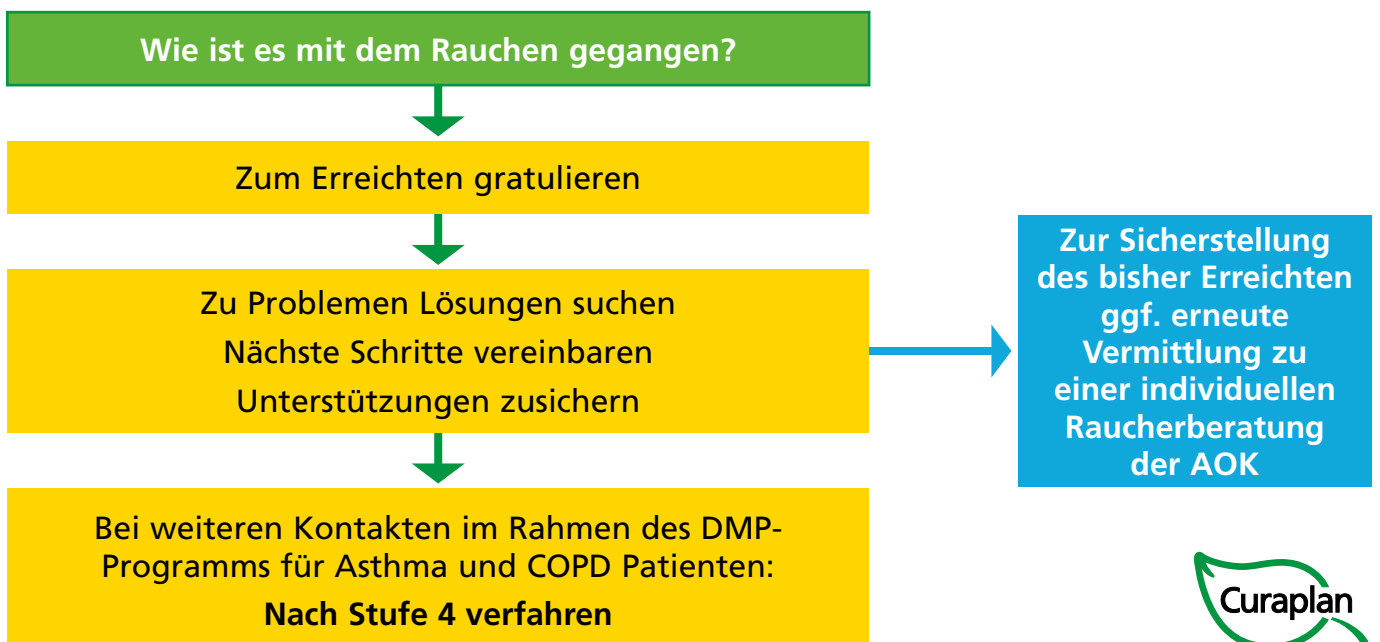 Wie ist es mit dem Rauchen gegangen?
Zum Erreichten gratulieren
Zu Problemen Lösungen suchen
Nächste Schritte vereinbaren
Unterstützungen zusichern
Zur Sicherstellung
des bisher Erreichten
ggf. erneute
Vermittlung zu
einer individuellen
Raucherberatung
der AOK
Bei weiteren Kontakten im Rahmen des DMP-
Programms für Asthma und COPD Patienten:
Nach Stufe 4 verfahren
Curaplan